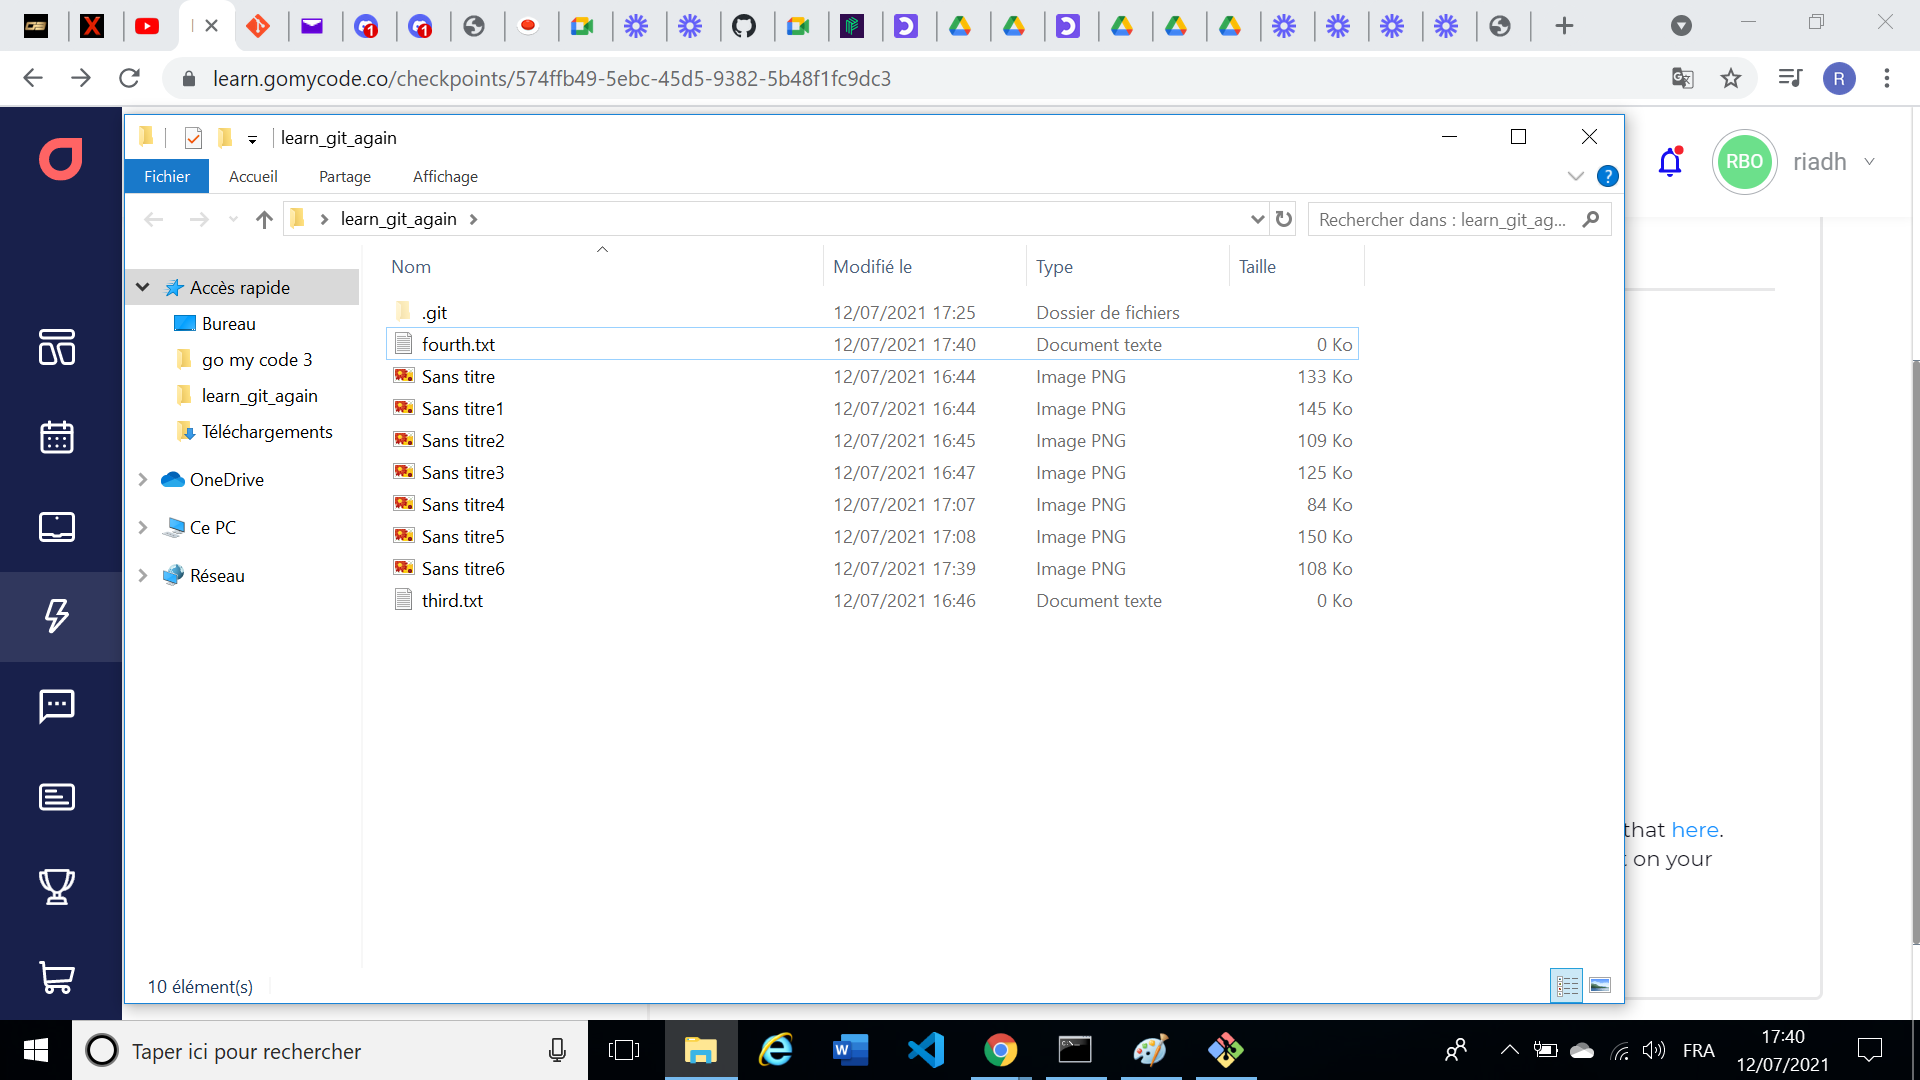 learn.gomycode.co/checkpoints/574ffb49-5ebc-45d5-9382-5b48f1fc9dc3
R
learn_git_again
Fichier Accueil Partage Affichage
?
learn_git_again
Rechercher dans : learn_git_ag...
RBO riadh
Nom Modifié le Type Taille
Accès rapide
Bureau
go my code 3
learn_git_again
Téléchargements
OneDrive
Ce PC
Réseau
.git 12/07/2021 17:25 Dossier de fichiers
fourth.txt 12/07/2021 17:40 Document texte 0 Ko
Sans titre 12/07/2021 16:44 Image PNG 133 Ko
Sans titre1 12/07/2021 16:44 Image PNG 145 Ko
Sans titre2 12/07/2021 16:45 Image PNG 109 Ko
Sans titre3 12/07/2021 16:47 Image PNG 125 Ko
Sans titre4 12/07/2021 17:07 Image PNG 84 Ko
Sans titre5 12/07/2021 17:08 Image PNG 150 Ko
Sans titre6 12/07/2021 17:39 Image PNG 108 Ko
third.txt 12/07/2021 16:46 Document texte 0 Ko
that here.
on your
10 élément(s)
Taper ici pour rechercher
FRA
17:40
12/07/2021